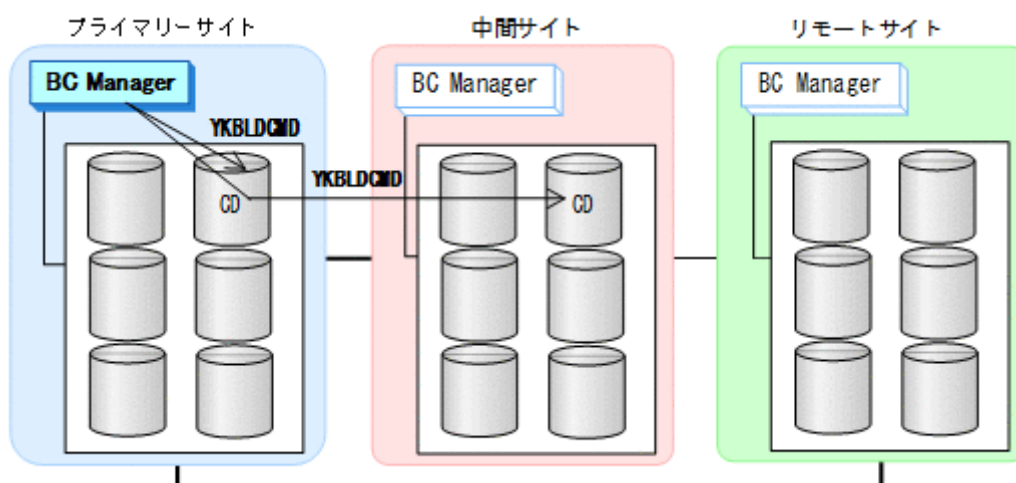 プライマリーサイト
中間サイト
リモートサイト
BC Manager
BC Manager
BC Manager
YKBLDCMD
YKBLDCMD
CD
CD